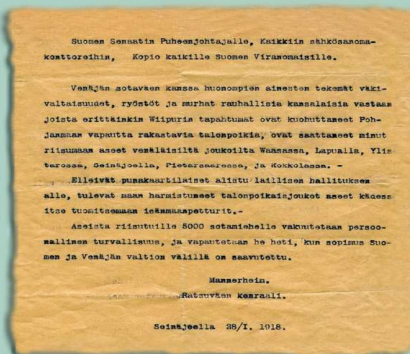 Suomen Senaatin Puheenjohtajalle, Kaikkiin sähkösanoma-
konttoreihin, Kopio kaikille Suomen Viranomaisille.
Venäjän sotaväen kanssa huonompien ainesten tekemät väki-
valtaisuudet, ryöstöt ja murhat rauhallisia kansalaisia vastaan
joista erittäinkin Wiipurin tapahtumat ovat kuohuttaneet Poh-
janmaan vapautta rakastavia talonpoikia, ovat saattaneet minut
riisumaan aseet venäläisiltä joukoilta Waasassa, Lapualla, Ylis
tarossa, Seinäjoella, Pietarsaaressa, ja Kokkolassa. -
Elleivät punakaartilaiset alistu laillisen hallituksen
alle, tulevat maan harmistuneet talonpoikaisjoukot aseet kädessä
itse tuomitsemaan isänmaanpetturit.-
Aseista riisutuille 5000 sotamiehelle vakuutetaan persoo-
nallinen turvallisuus, ja vapautetaan he heti, kun sopimus Suo-
men ja Venäjän valtion välillä on saavutettu.
Mannerheim.
Ratsuväen kenraali.
Seinäjoella 28/I. 1918.